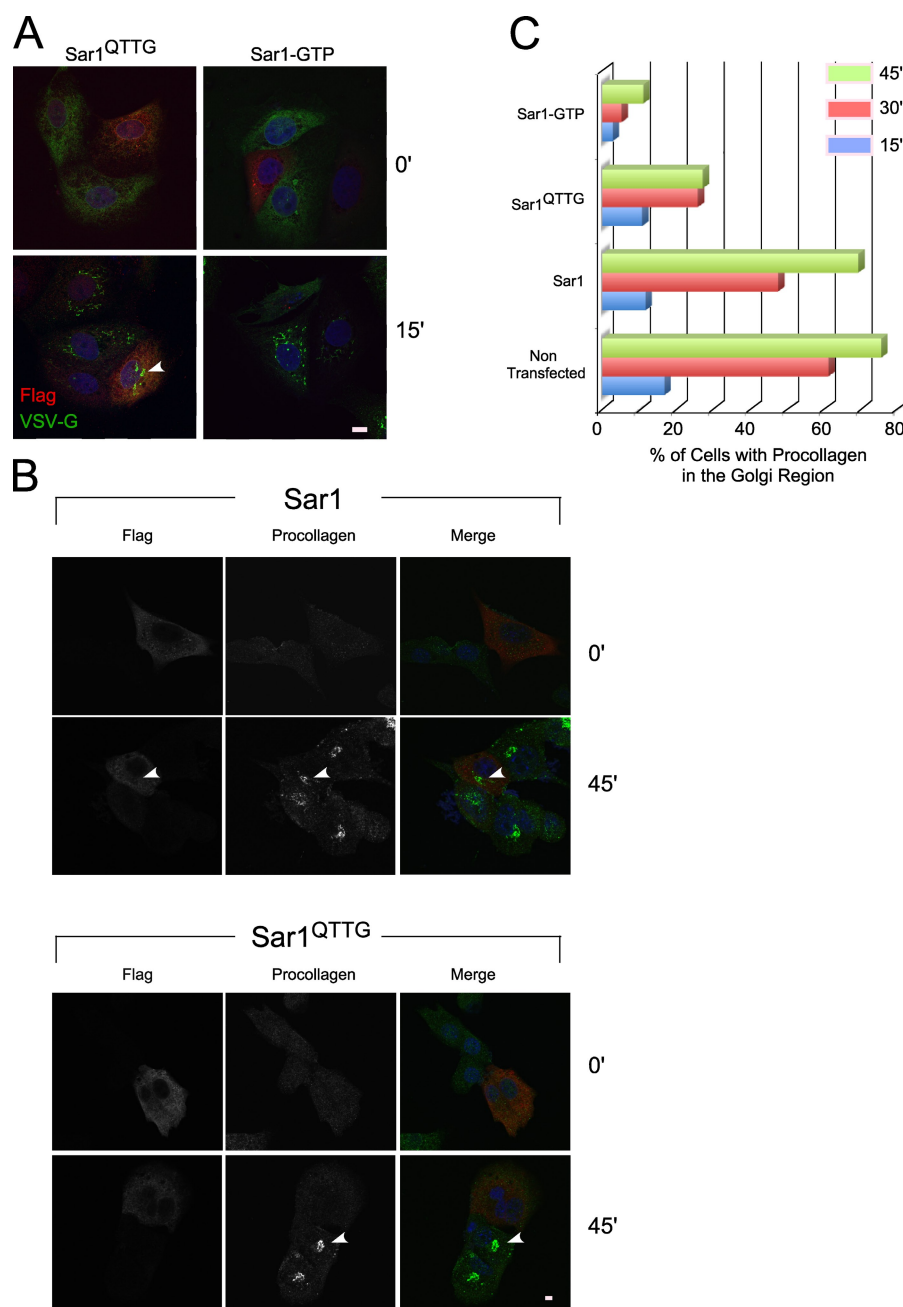 A
Sar1QTTG
Sar1-GTP
0'
15'
Flag
VSV-G
C
45'
30'
15'
Sar1-GTP
Sar1QTTG
Sar1
Non
Transfected
0 20 40 60 80
% of Cells with Procollagen
in the Golgi Region
B
Sar1
Flag Procollagen Merge
0'
45'
Sar1QTTG
Flag Procollagen Merge
0'
45'